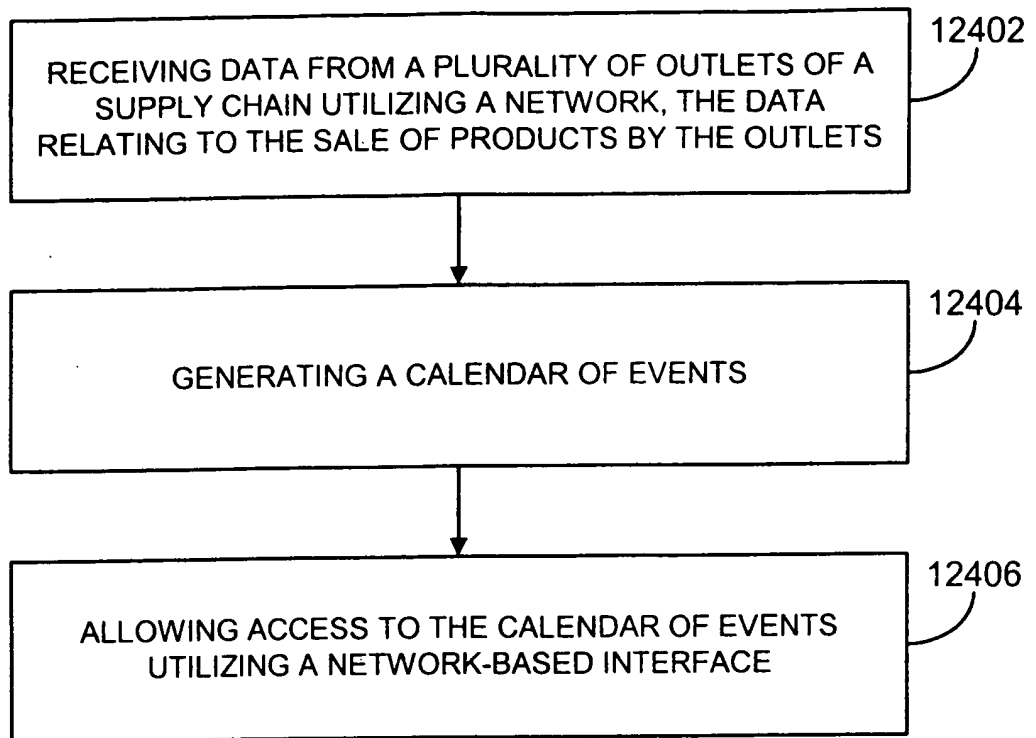 12402
RECEIVING DATA FROM A PLURALITY OF OUTLETS OF A
SUPPLY CHAIN UTILIZING A NETWORK, THE DATA
RELATING TO THE SALE OF PRODUCTS BY THE OUTLETS
12404
GENERATING A CALENDAR OF EVENTS
12406
ALLOWING ACCESS TO THE CALENDAR OF EVENTS
UTILIZING A NETWORK-BASED INTERFACE